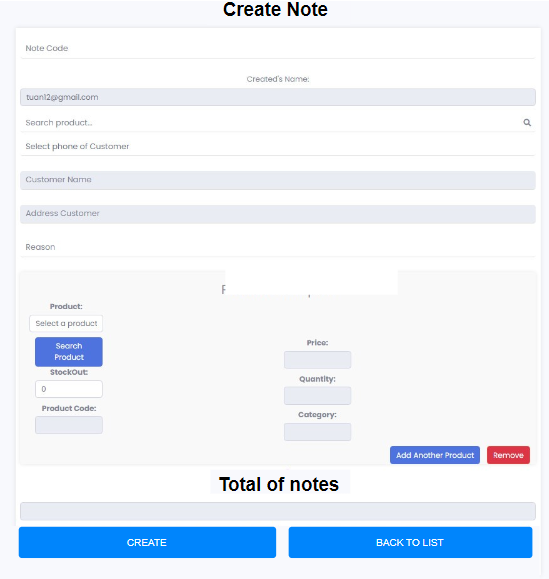 Create Note
Note Code
Created's Name:
tuan12@gmail.com
Search product...
Select phone of Customer
Customer Name
Address Customer
Reason
Product:
Select a product
Search
Product
StockOut:
0
Product Code:
Price:
Quantity:
Category:
Add Another Product Remove
Total of notes
CREATE BACK TO LIST